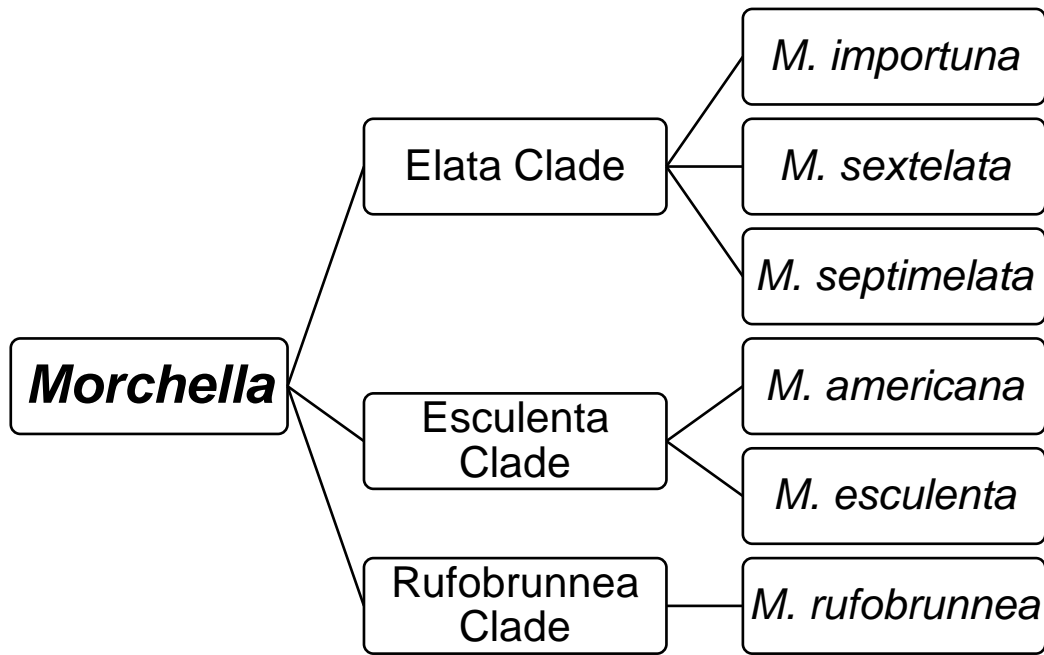 Morchella
Elata Clade
M. importuna
M. sextelata
M. septimelata
Esculenta
Clade
M. americana
M. esculenta
Rufobrunnea
Clade
M. rufobrunnea